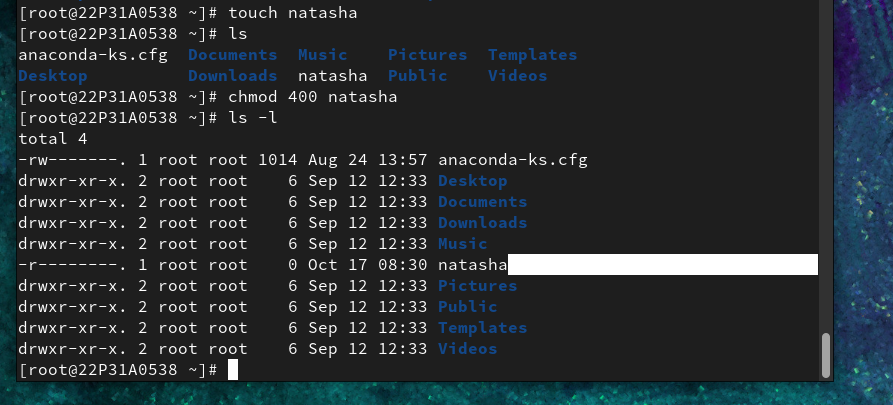 [root@22P31A0538 ~]# touch natasha
[root@22P31A0538 ~]# ls
anaconda-ks.cfg  Documents  Music    Pictures  Templates
Desktop          Downloads  natasha  Public    Videos
[root@22P31A0538 ~]# chmod 400 natasha
[root@22P31A0538 ~]# ls -l
total 4
-rw-------. 1 root root 1014 Aug 24 13:57 anaconda-ks.cfg
drwxr-xr-x. 2 root root    6 Sep 12 12:33 Desktop
drwxr-xr-x. 2 root root    6 Sep 12 12:33 Documents
drwxr-xr-x. 2 root root    6 Sep 12 12:33 Downloads
drwxr-xr-x. 2 root root    6 Sep 12 12:33 Music
-r--------. 1 root root    0 Oct 17 08:30 natasha
drwxr-xr-x. 2 root root    6 Sep 12 12:33 Pictures
drwxr-xr-x. 2 root root    6 Sep 12 12:33 Public
drwxr-xr-x. 2 root root    6 Sep 12 12:33 Templates
drwxr-xr-x. 2 root root    6 Sep 12 12:33 Videos
[root@22P31A0538 ~]#